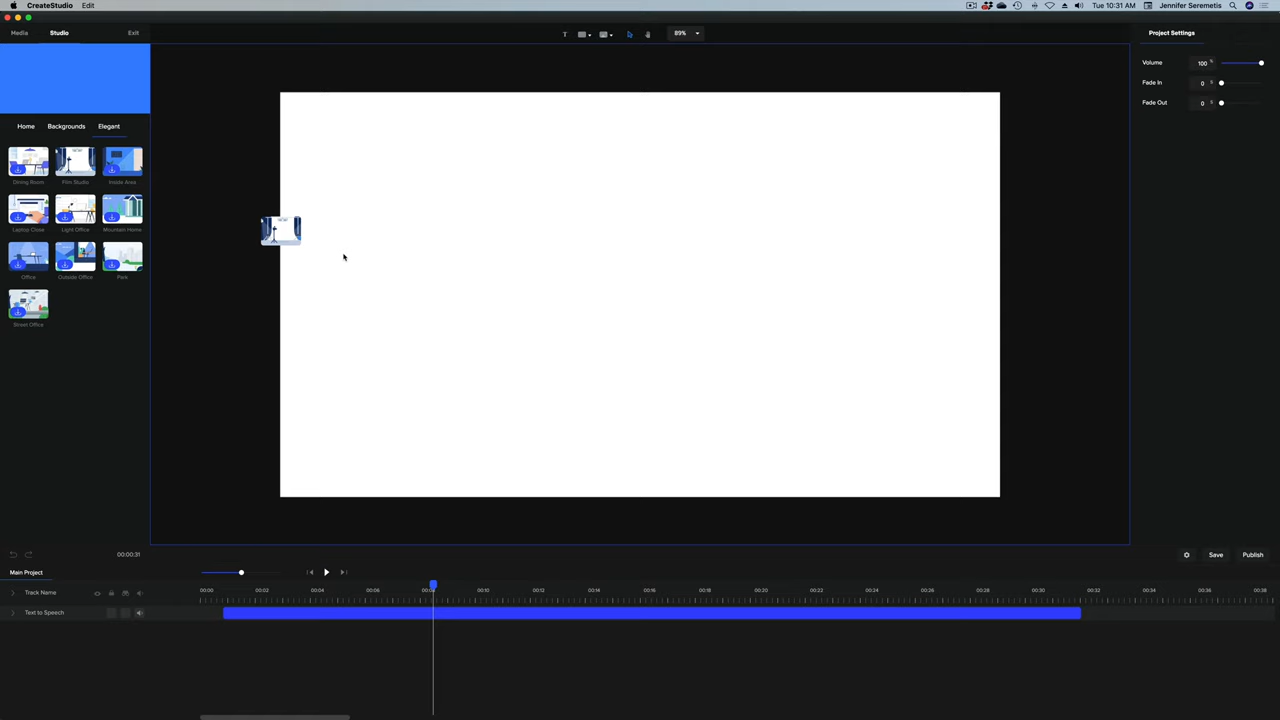 CreateStudio Edit Tue 10:31 AM Jennifer Seremetis
Media Studio Exit T 89% Project Settings
Volume 100 %
Fade In 0 s
Fade Out 0 s
Home Backgrounds Elegant
Dining Room Film Studio Inside Area
Laptop Close Light Office Mountain Home
Office Outside Office Park
Street Office
00:00:31 Save Publish
Main Project
Track Name 00:00 00:02 00:04 00:06 00:10 00:12 00:14 00:16 00:18 00:20 00:22 00:24 00:26 00:28 00:30 00:32 00:34 00:36 00:38
Text to Speech